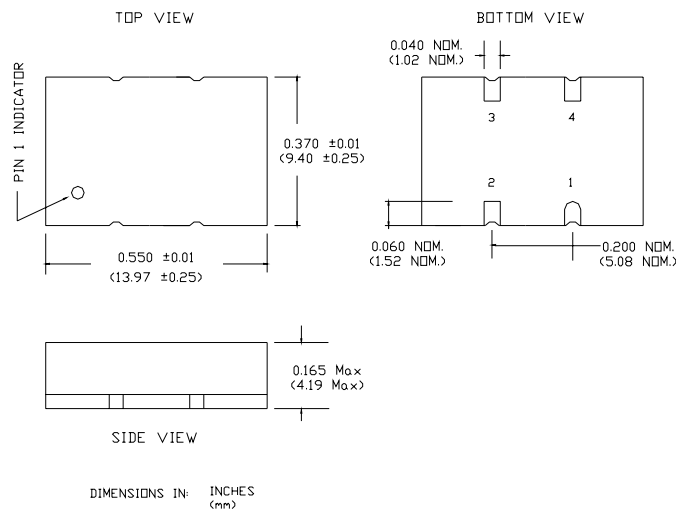 TOP VIEW
BOTTOM VIEW
PIN 1 INDICATOR
0.040 NOM.
(1.02 NOM.)
3
4
0.370 ±0.01
(9.40 ±0.25)
2
1
0.550 ±0.01
(13.97 ±0.25)
0.060 NOM.
(1.52 NOM.)
0.200 NOM.
(5.08 NOM.)
0.165 Max
(4.19 Max)
SIDE VIEW
DIMENSIONS IN: INCHES
(mm)